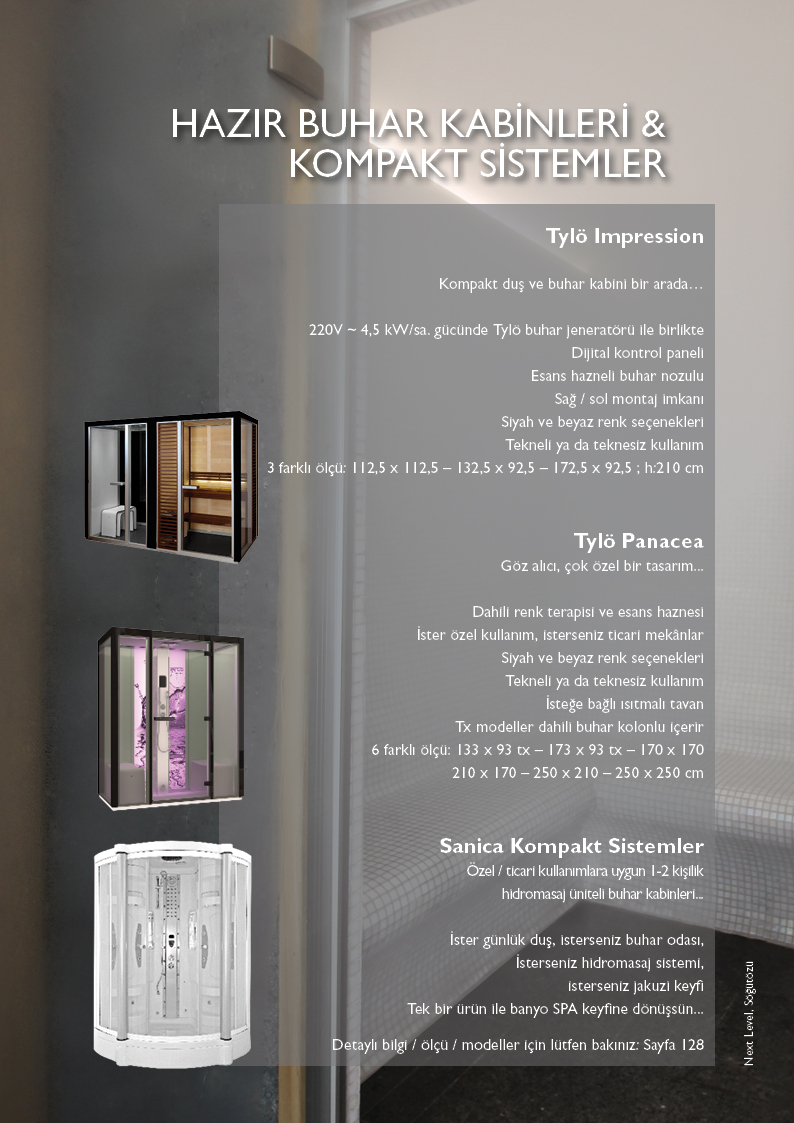 HAZIR BUHAR KABİNLERİ &
KOMPAKT SİSTEMLER
Tylö Impression
Kompakt duş ve buhar kabini bir arada…
220V ~ 4,5 kW/sa. gücünde Tylö buhar jeneratörü ile birlikte
Dijital kontrol paneli
Esans hazneli buhar nozulu
Sağ / sol montaj imkanı
Siyah ve beyaz renk seçenekleri
Tekneli ya da teknesiz kullanım
3 farklı ölçü: 112,5 x 112,5 – 132,5 x 92,5 – 172,5 x 92,5 ; h:210 cm
Tylö Panacea
Göz alıcı, çok özel bir tasarım...
Dahili renk terapisi ve esans haznesi
İster özel kullanım, isterseniz ticari mekânlar
Siyah ve beyaz renk seçenekleri
Tekneli ya da teknesiz kullanım
İsteğe bağlı ısıtmalı tavan
Tx modeller dahili buhar kolonlu içerir
6 farklı ölçü: 133 x 93 tx – 173 x 93 tx – 170 x 170
210 x 170 – 250 x 210 – 250 x 250 cm
Sanica Kompakt Sistemler
Özel / ticari kullanımlara uygun 1-2 kişilik
hidromasaj üniteli buhar kabinleri...
İster günlük duş, isterseniz buhar odası,
İsterseniz hidromasaj sistemi,
isterseniz jakuzi keyfi
Tek bir ürün ile banyo SPA keyfine dönüşsün...
Detaylı bilgi / ölçü / modeller için lütfen bakınız: Sayfa 128
Next Level, Söğütözü